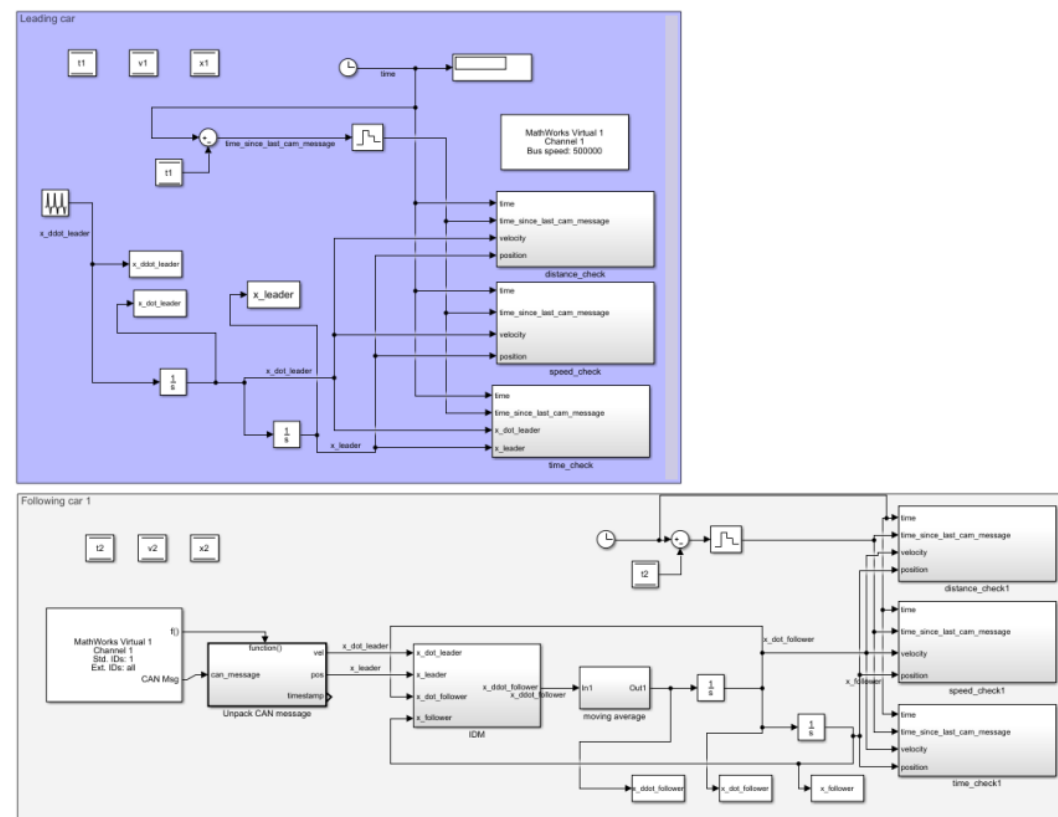 Leading car
t1
v1
x1
time
+
-
time_since_last_cam_message
t1
MathWorks Virtual 1
Channel 1
Bus speed: 500000
x_ddot_leader
x_ddot_leader
x_dot_leader
x_leader
time
time_since_last_cam_message
velocity
position
distance_check
time
time_since_last_cam_message
velocity
position
speed_check
x_dot_leader
1
s
1
s
x_leader
time
time_since_last_cam_message
x_dot_leader
x_leader
time_check
Following car 1
t2
v2
x2
+
-
t2
time
time_since_last_cam_message
velocity
position
distance_check1
MathWorks Virtual 1
Channel 1
Std. IDs: 1
Ext. IDs: all
f()
CAN Msg
function()
can_message
vel
pos
timestamp
Unpack CAN message
x_dot_leader
x_leader
x_dot_leader
x_leader
x_dot_follower
x_follower
x_ddot_follower
IDM
x_ddot_follower
In1
Out1
moving average
1
s
x_dot_follower
1
s
x_follower
time
time_since_last_cam_message
velocity
position
speed_check1
time
time_since_last_cam_message
velocity
position
time_check1
x_ddot_follower
x_dot_follower
x_follower